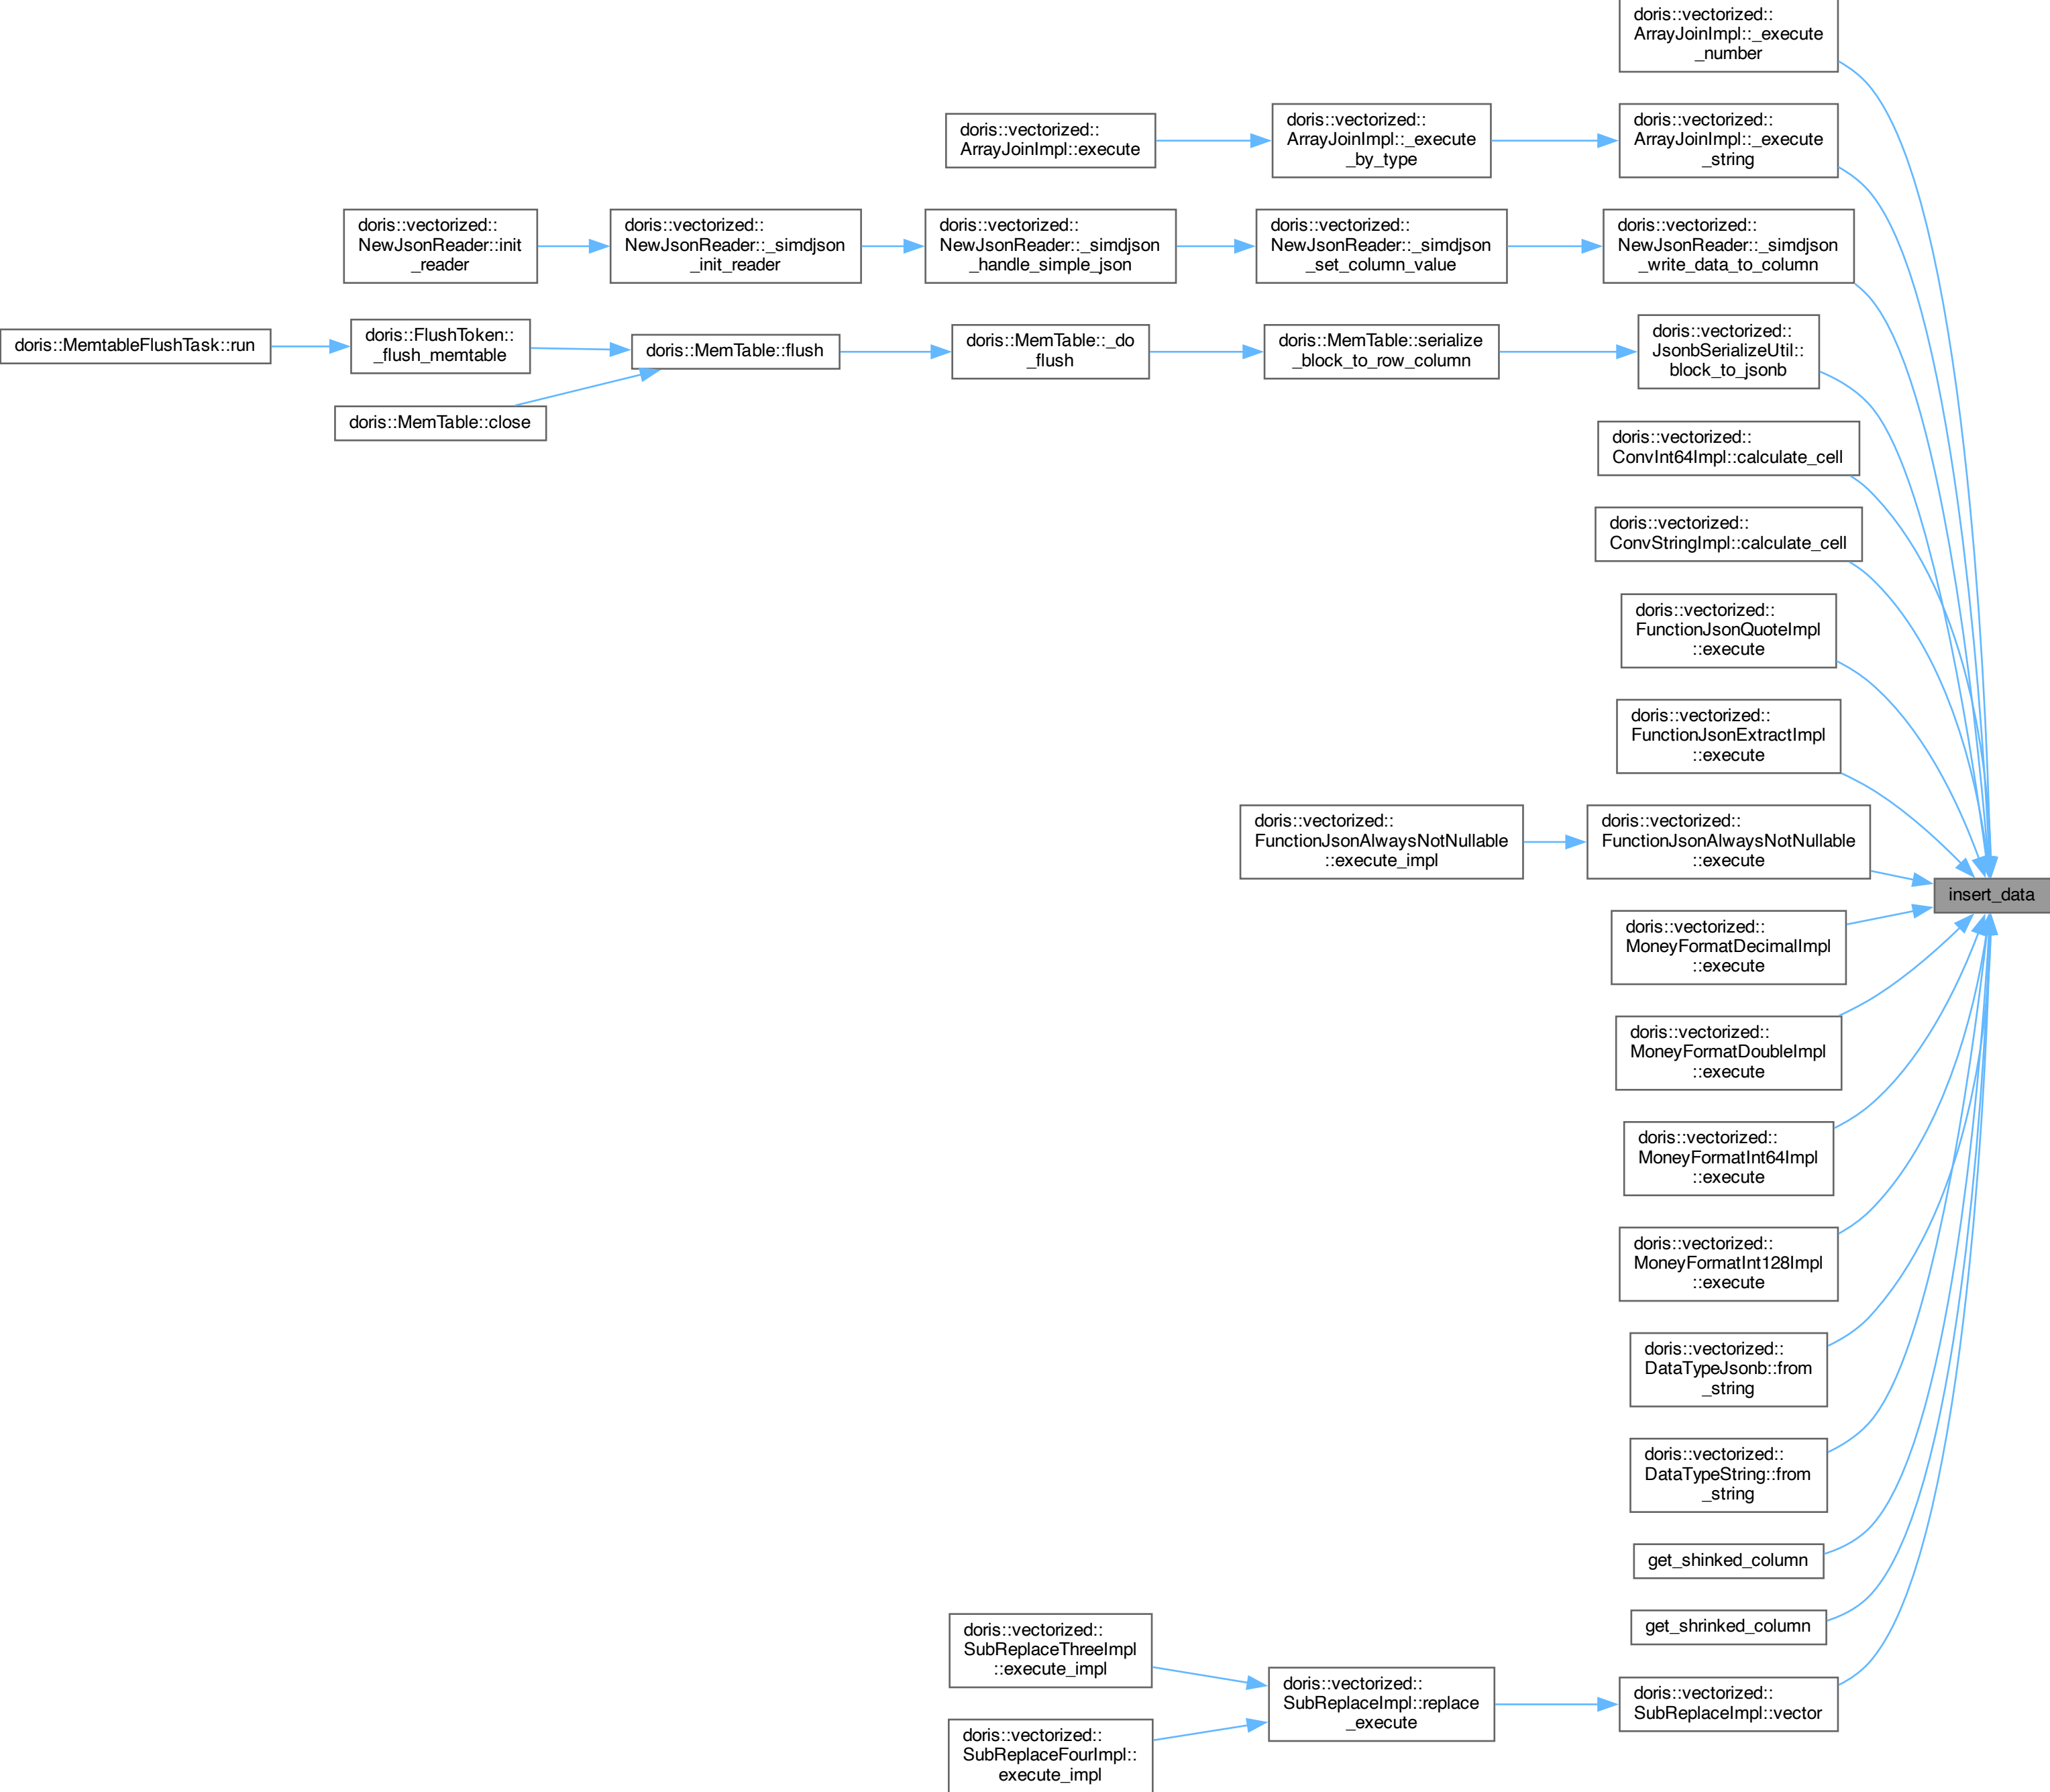 doris::vectorized::
ArrayJoinImpl::_execute
_number
doris::vectorized::
ArrayJoinImpl::execute
doris::vectorized::
ArrayJoinImpl::_execute
_by_type
doris::vectorized::
ArrayJoinImpl::_execute
_string
doris::vectorized::
NewJsonReader::init
_reader
doris::vectorized::
NewJsonReader::_simdjson
_init_reader
doris::vectorized::
NewJsonReader::_simdjson
_handle_simple_json
doris::vectorized::
NewJsonReader::_simdjson
_set_column_value
doris::vectorized::
NewJsonReader::_simdjson
_write_data_to_column
doris::MemtableFlushTask::run
doris::FlushToken::
_flush_memtable
doris::MemTable::flush
doris::MemTable::_do
_flush
doris::MemTable::serialize
_block_to_row_column
doris::vectorized::
JsonbSerializeUtil::
block_to_jsonb
doris::MemTable::close
doris::vectorized::
ConvInt64Impl::calculate_cell
doris::vectorized::
ConvStringImpl::calculate_cell
doris::vectorized::
FunctionJsonQuoteImpl
::execute
doris::vectorized::
FunctionJsonExtractImpl
::execute
doris::vectorized::
FunctionJsonAlwaysNotNullable
::execute_impl
doris::vectorized::
FunctionJsonAlwaysNotNullable
::execute
insert_data
doris::vectorized::
MoneyFormatDecimalImpl
::execute
doris::vectorized::
MoneyFormatDoubleImpl
::execute
doris::vectorized::
MoneyFormatInt64Impl
::execute
doris::vectorized::
MoneyFormatInt128Impl
::execute
doris::vectorized::
DataTypeJsonb::from
_string
doris::vectorized::
DataTypeString::from
_string
get_shinked_column
get_shrinked_column
doris::vectorized::
SubReplaceThreeImpl
::execute_impl
doris::vectorized::
SubReplaceImpl::replace
_execute
doris::vectorized::
SubReplaceImpl::vector
doris::vectorized::
SubReplaceFourImpl::
execute_impl